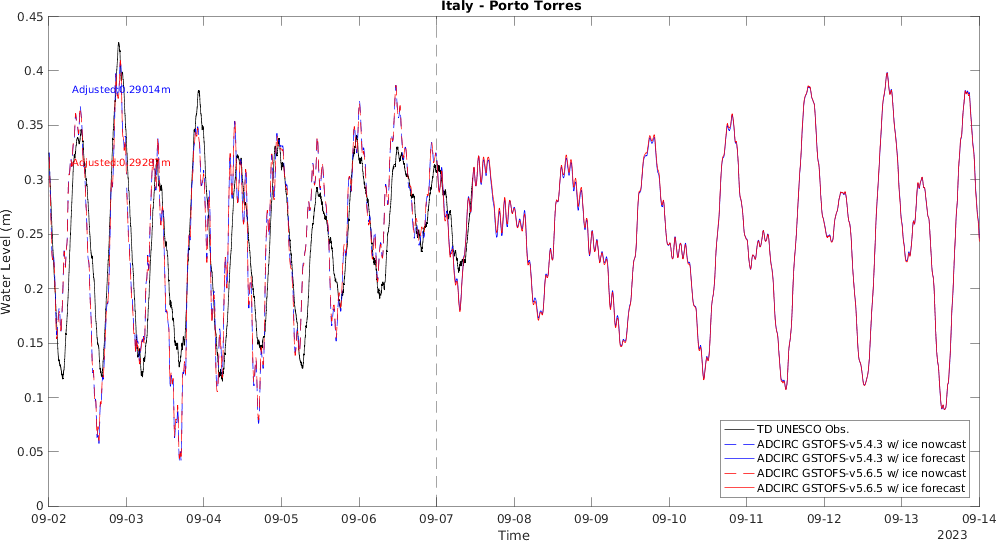 Italy - Porto Torres
Water Level (m)
0.45
0.4
0.35
0.3
0.25
0.2
0.15
0.1
0.05
0
Adjusted:0.29014m
TD UNESCO Obs.
ADCIRC GSTOFS-v5.4.3 w/ ice nowcast
ADCIRC GSTOFS-v5.4.3 w/ ice forecast
ADCIRC GSTOFS-v5.6.5 w/ ice nowcast
ADCIRC GSTOFS-v5.6.5 w/ ice forecast
09-02 09-03 09-04 09-05 09-06 09-07 09-08 09-09 09-10 09-11 09-12 09-13 09-14
Time
2023